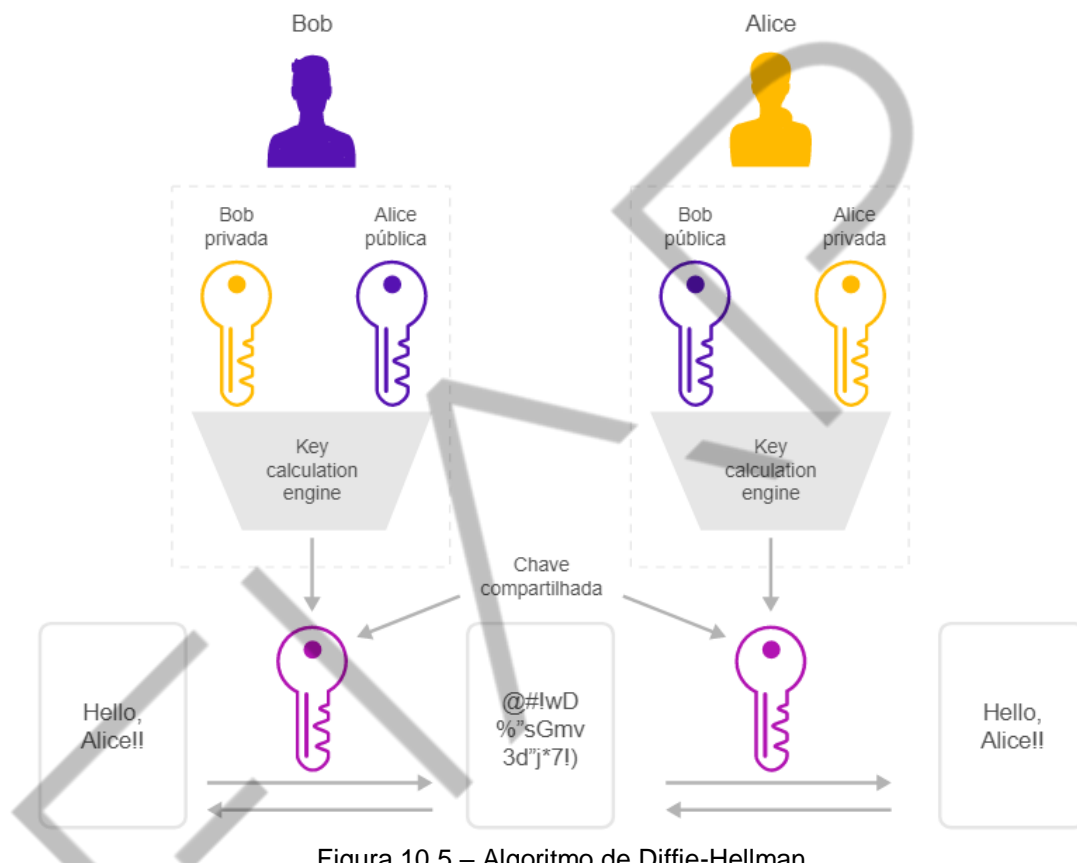 Bob
Alice
Bob
privada
Alice
pública
Bob
pública
Alice
privada
Key
calculation
engine
Key
calculation
engine
Chave
compartilhada
Hello,
Alice!!
@#!wD
%"sGmv
3d"j*7!)
Hello,
Alice!!
Figura 10.5 – Algoritmo de Diffie-Hellman